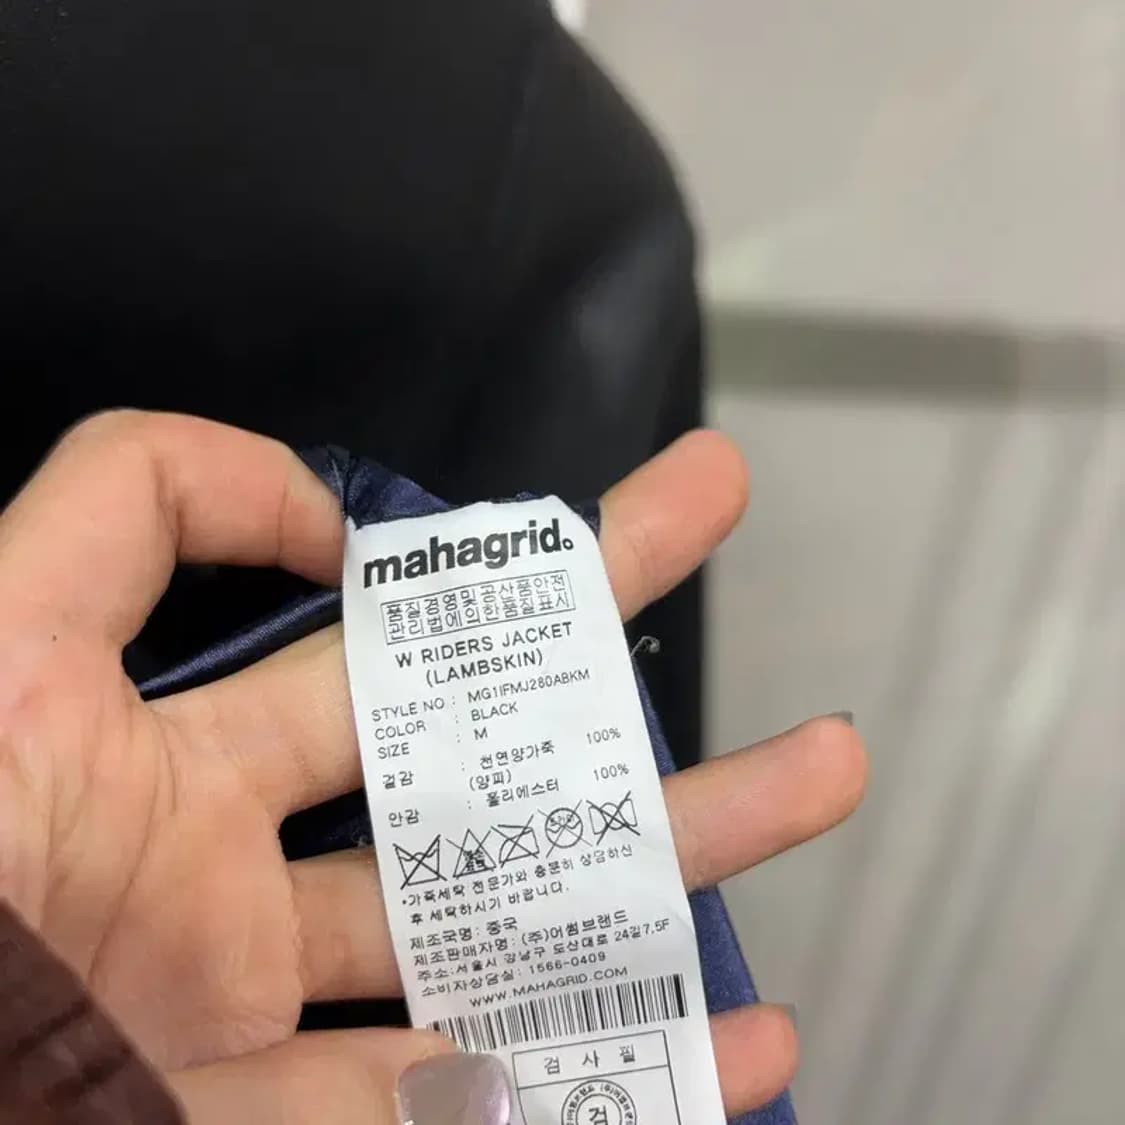 mahagrid.
품질경영및공산품안전
관리법에의한품질표시
W RIDERS JACKET
(LAMBSKIN)
STYLE NO : MG1IFMJ280ABKM
COLOR : BLACK
SIZE : M
겉감 : 천연양가죽 100%
(양피)
안감 : 폴리에스터 100%
•가죽세탁 전문가와 충분히 상담하신
후 세탁하시기 바랍니다.
제조국명: 중국
제조판매자명: (주)어썸브랜드
주소:서울시 강남구 도산대로 24길7,5F
소비자상담실: 1566-0409
WWW.MAHAGRID.COM
검 사 필
검